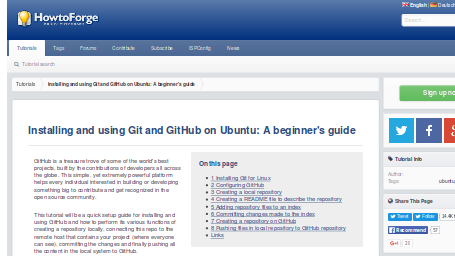 HowtoForge
English | Deutsch
Search
Tutorials Tags Forums Contribute Subscribe ISPConfig News
Tutorial search
Tutorials Installing and using Git and GitHub on Ubuntu: A beginner's guide
Sign up no
Installing and using Git and GitHub on Ubuntu: A beginner's guide
GitHub is a treasure trove of some of the world's best
projects, built by the contributions of developers all across
the globe. This simple, yet extremely powerful platform
helps every individual interested in building or developing
something big to contribute and get recognized in the
open source community.
This tutorial will be a quick setup guide for installing and
using GitHub and how to perform its various functions of
creating a repository locally, connecting this repo to the
remote host that contains your project (where everyone
can see), committing the changes and finally pushing all
the content in the local system to GitHub.
On this page
1 Installing Git for Linux
2 Configuring GitHub
3 Creating a local repository
4 Creating a README file to describe the repository
5 Adding repository files to an index
6 Committing changes made to the index
7 Creating a repository on GitHub
8 Pushing files in local repository to GitHub repository
Links
Tutorial Info
Author:
Tags: ubuntu
Share This Page
Tweet Follow 14.4K
Recommend 57
G+1 20